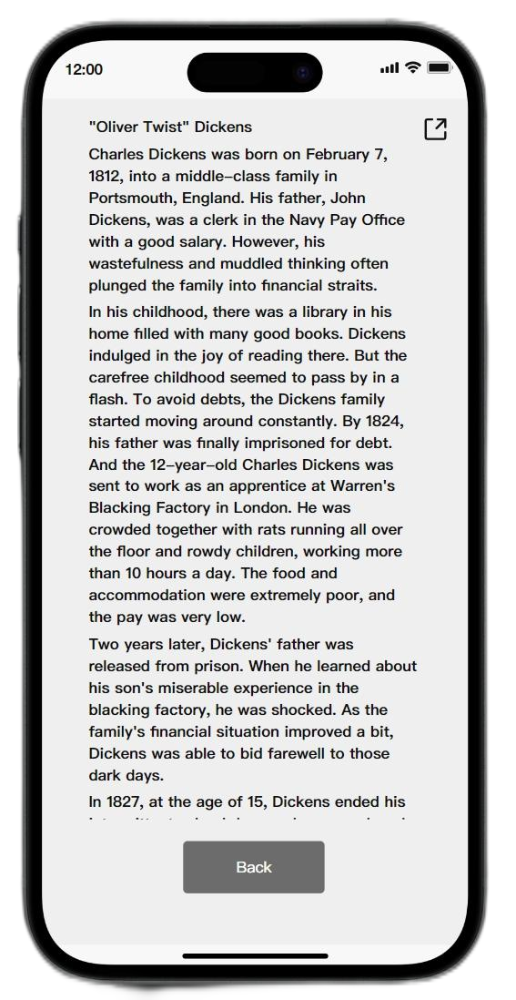 12:00
"Oliver Twist" Dickens
Charles Dickens was born on February 7,
1812, into a middle-class family in
Portsmouth, England. His father, John
Dickens, was a clerk in the Navy Pay Office
with a good salary. However, his
wastefulness and muddled thinking often
plunged the family into financial straits.
In his childhood, there was a library in his
home filled with many good books. Dickens
indulged in the joy of reading there. But the
carefree childhood seemed to pass by in a
flash. To avoid debts, the Dickens family
started moving around constantly. By 1824,
his father was finally imprisoned for debt.
And the 12-year-old Charles Dickens was
sent to work as an apprentice at Warren's
Blacking Factory in London. He was
crowded together with rats running all over
the floor and rowdy children, working more
than 10 hours a day. The food and
accommodation were extremely poor, and
the pay was very low.
Two years later, Dickens' father was
released from prison. When he learned about
his son's miserable experience in the
blacking factory, he was shocked. As the
family's financial situation improved a bit,
Dickens was able to bid farewell to those
dark days.
In 1827, at the age of 15, Dickens ended his
Back